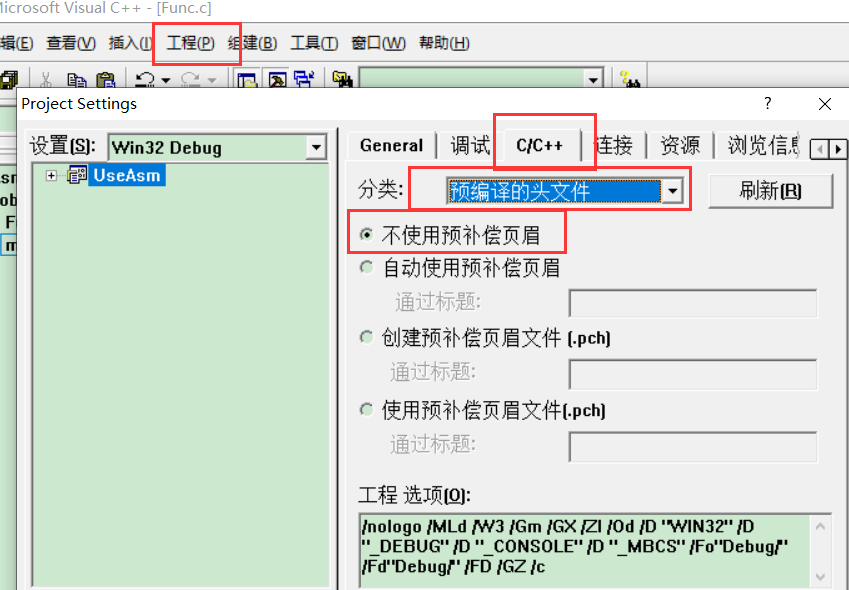 Microsoft Visual C++ - [Func.c]
辑(E) 查看(V) 插入(I) 工程(P) 组建(B) 工具(T) 窗口(W) 帮助(H)
Project Settings
?
设置(S): Win32 Debug
UseAsm
General 调试 C/C++ 连接 资源 浏览信息
分类: 预编译的头文件 刷新(R)
不使用预补偿页眉
自动使用预补偿页眉
通过标题:
创建预补偿页眉文件 (.pch)
通过标题:
使用预补偿页眉文件(.pch)
通过标题:
工程 选项(O):
/nologo /MLd /W3 /Gm /GX /ZI /Od /D "WIN32" /D
"_DEBUG" /D "_CONSOLE" /D "_MBCS" /Fo"Debug/"
/Fd"Debug/" /FD /GZ /c